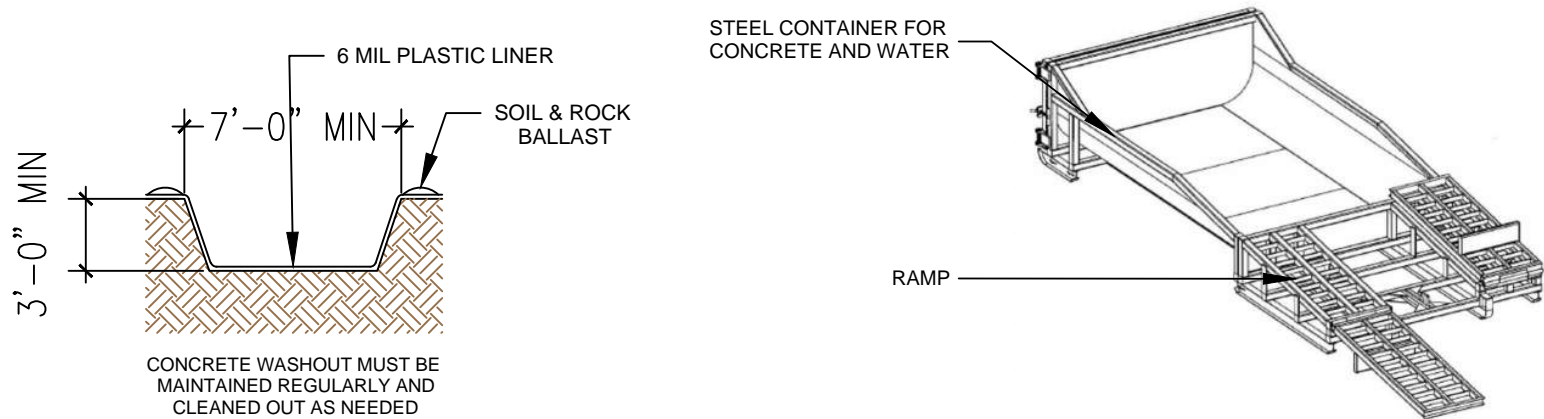 6 MIL PLASTIC LINER
7'-0" MIN
SOIL & ROCK
BALLAST
3'-0" MIN
CONCRETE WASHOUT MUST BE
MAINTAINED REGULARLY AND
CLEANED OUT AS NEEDED
STEEL CONTAINER FOR
CONCRETE AND WATER
RAMP